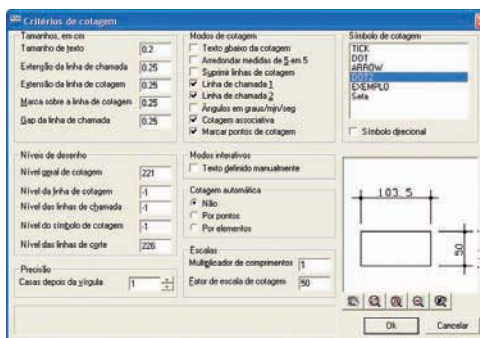 Critérios de cotagem
Tamanhos, em cm
Tamanho de texto 0.2
Extensão da linha de chamada 0.25
Extensão da linha de cotagem 0.25
Marca sobre a linha de cotagem 0.25
Gap da linha de chamada 0.25
Níveis de desenho
Nível geral de cotagem 221
Nível da linha de cotagem -1
Nível das linhas de chamada -1
Nível do símbolo de cotagem -1
Nível das linhas de corte 226
Precisão
Casas depois da vírgula 1
Modos de cotagem
Texto abaixo da cotagem
Arredondar medidas de 5 em 5
Suprimir linhas de cotagem
Linha de chamada 1
Linha de chamada 2
Ângulos em graus/min/seg
Cotagem associativa
Marcar pontos de cotagem
Modos interativos
Texto definido manualmente
Cotagem automática
Não
Por pontos
Por elementos
Escalas
Multiplicador de comprimentos 1
Fator de escala de cotagem 50
Símbolo de cotagem
TICK
DOT
ARROW
DOT2
EXEMPLO
Seta
Símbolo direcional
103.5
50
Ok Cancelar